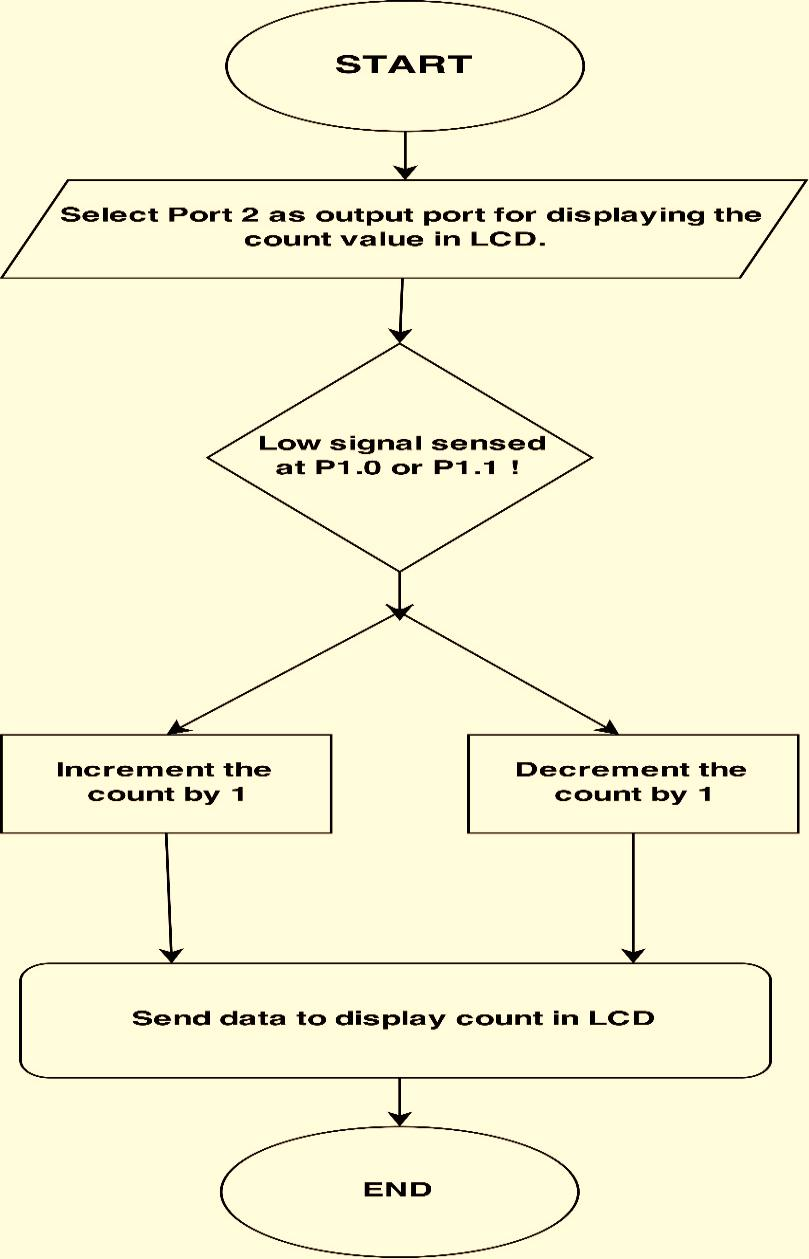 START
Select Port 2 as output port for displaying the
count value in LCD.
Low signal sensed
at P1.0 or P1.1 !
Increment the
count by 1
Decrement the
count by 1
Send data to display count in LCD
END